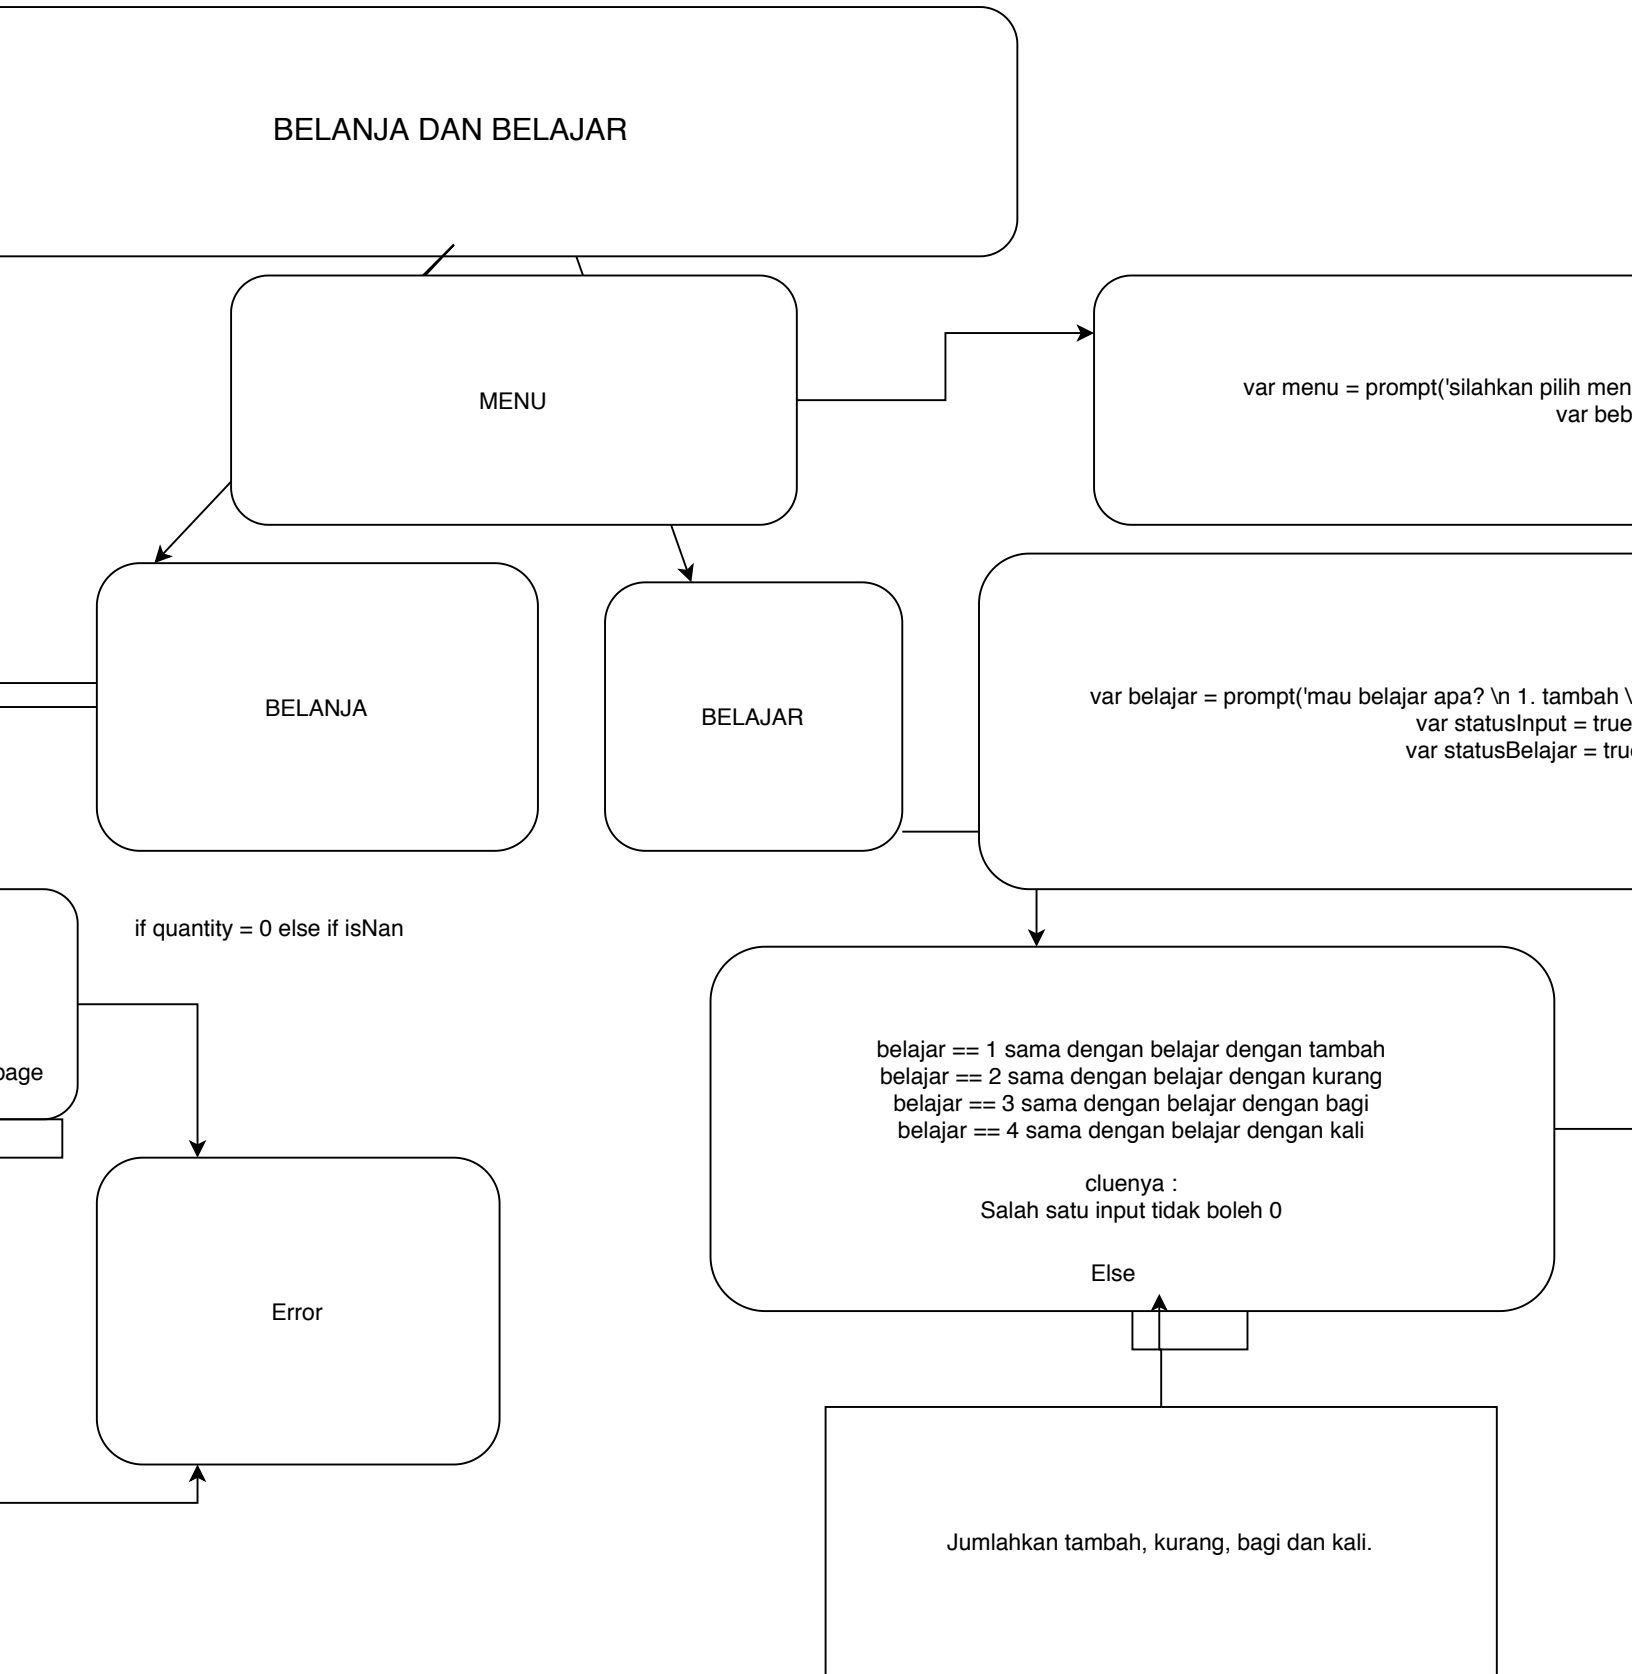 BELANJA DAN BELAJAR
MENU
var menu = prompt('silahkan pilih men
var beb
BELANJA
BELAJAR
var belajar = prompt('mau belajar apa? \n 1. tambah \
var statusInput = true
var statusBelajar = tru
if quantity = 0 else if isNan
page
belajar == 1 sama dengan belajar dengan tambah
belajar == 2 sama dengan belajar dengan kurang
belajar == 3 sama dengan belajar dengan bagi
belajar == 4 sama dengan belajar dengan kali
cluenya :
Salah satu input tidak boleh 0
Else
Error
Jumlahkan tambah, kurang, bagi dan kali.